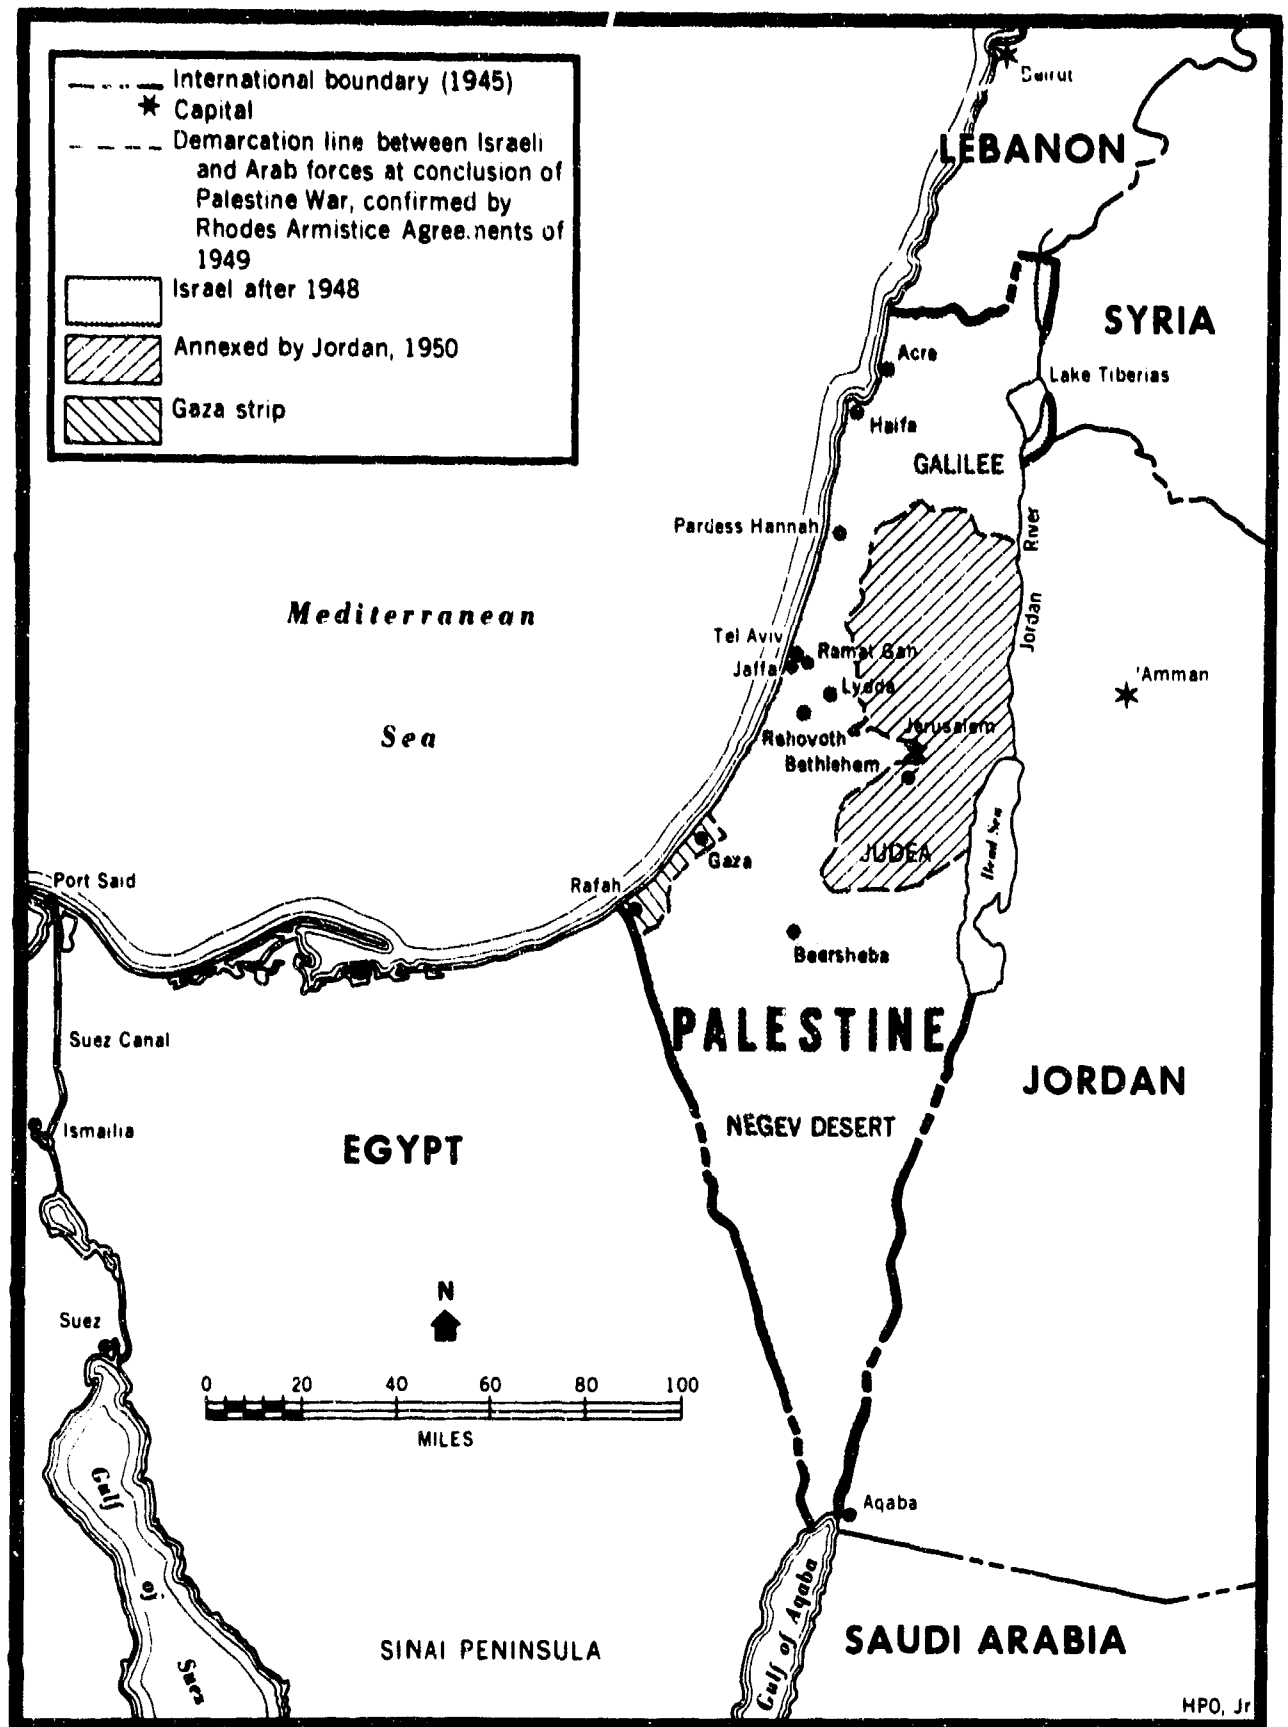 International boundary (1945)
Capital
Demarcation line between Israeli
and Arab forces at conclusion of
Palestine War, confirmed by
Rhodes Armistice Agreements of
1949
Israel after 1948
Annexed by Jordan, 1950
Gaza strip
Beirut
LEBANON
SYRIA
Acre
Lake Tiberias
Haifa
GALILEE
Pardess Hannah
Jordan River
Mediterranean
Sea
Tel Aviv
Ramat Gan
Jaffa
Lydda
'Amman
Jerusalem
Rehovoth
Bethlehem
Dead Sea
JUDEA
Gaza
Port Said
Rafah
Beersheba
PALESTINE
Suez Canal
JORDAN
NEGEV DESERT
Ismailia
EGYPT
N
Suez
0 20 40 60 80 100
MILES
Gulf of Suez
Aqaba
Gulf of Aqaba
SINAI PENINSULA
SAUDI ARABIA
HPO, Jr